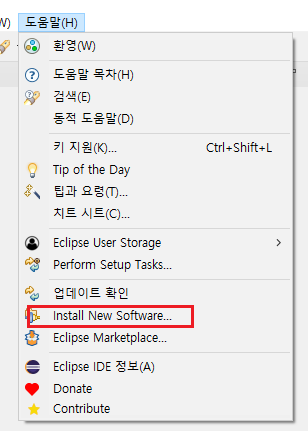 W) 도움말(H)
환영(W)
도움말 목차(H)
검색(E)
동적 도움말(D)
키 지원(K)... Ctrl+Shift+L
Tip of the Day
팁과 요령(T)...
치트 시트(C)...
Eclipse User Storage
Perform Setup Tasks...
업데이트 확인
Install New Software...
Eclipse Marketplace...
Eclipse IDE 정보(A)
Donate
Contribute